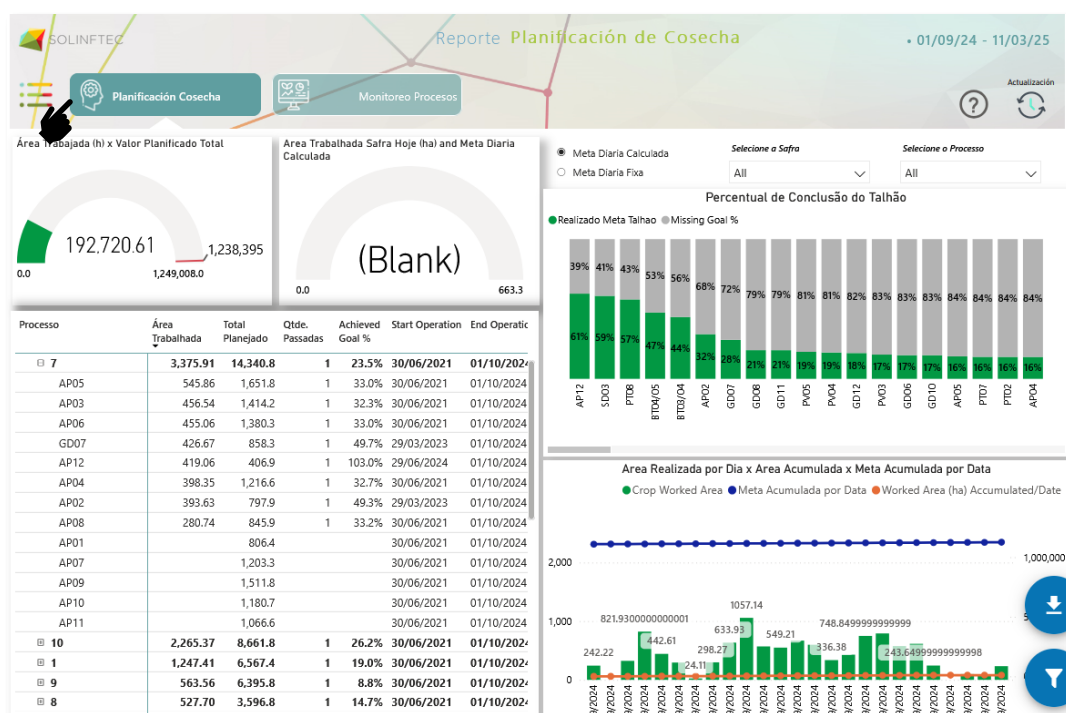 SOLINFTEC
Reporte Planificación de Cosecha
• 01/09/24 - 11/03/25
Planificación Cosecha
Monitoreo Procesos
Actualización
?
Área Trabajada (h) x Valor Planificado Total
192,720.61
1,238,395
0.0
1,249,008.0
Area Trabalhada Safra Hoje (ha) and Meta Diaria
Calculada
(Blank)
0.0
663.3
Meta Diaria Calculada
Meta Diaria Fixa
Selecione a Safra
All
Selecione o Processo
All
Percentual de Conclusão do Talhão
Realizado Meta Talhao Missing Goal %
39% 41% 43% 53% 56% 68% 72% 79% 79% 81% 81% 82% 83% 83% 83% 84% 84% 84% 84%
61% 59% 57% 47% 44% 32% 28% 21% 21% 19% 19% 18% 17% 17% 17% 16% 16% 16% 16%
AP12 SD03 PT08 BT04/05 BT03/04 AP02 GD07 GD08 GD11 PV05 PV04 GD12 PV03 GD06 GD10 AP05 PT07 PT02 AP04
Processo Área Trabalhada Total Planejado Qtde. Passadas Achieved Goal % Start Operation End Operatic
7 3,375.91 14,340.8 1 23.5% 30/06/2021 01/10/2024
AP05 545.86 1,651.8 1 33.0% 30/06/2021 01/10/2024
AP03 456.54 1,414.2 1 32.3% 30/06/2021 01/10/2024
AP06 455.06 1,380.3 1 33.0% 30/06/2021 01/10/2024
GD07 426.67 858.3 1 49.7% 29/03/2023 01/10/2024
AP12 419.06 406.9 1 103.0% 29/06/2024 01/10/2024
AP04 398.35 1,216.6 1 32.7% 30/06/2021 01/10/2024
AP02 393.63 797.9 1 49.3% 29/03/2023 01/10/2024
AP08 280.74 845.9 1 33.2% 30/06/2021 01/10/2024
AP01 806.4 30/06/2021 01/10/2024
AP07 1,203.3 30/06/2021 01/10/2024
AP09 1,511.8 30/06/2021 01/10/2024
AP10 1,180.7 30/06/2021 01/10/2024
AP11 1,066.6 30/06/2021 01/10/2024
10 2,265.37 8,661.8 1 26.2% 30/06/2021 01/10/2024
1 1,247.41 6,567.4 1 19.0% 30/06/2021 01/10/2024
9 563.56 6,395.8 1 8.8% 30/06/2021 01/10/2024
8 527.70 3,596.8 1 14.7% 30/06/2021 01/10/2024
Area Realizada por Dia x Area Acumulada x Meta Acumulada por Data
Crop Worked Area Meta Acumulada por Data Worked Area (ha) Accumulated/Date
2,000
1,000,000
1,000
0
242.22 821.9300000000001 442.61 24.11 298.27 633.93 1057.14 549.21 336.38 748.8499999999999 243.64999999999998